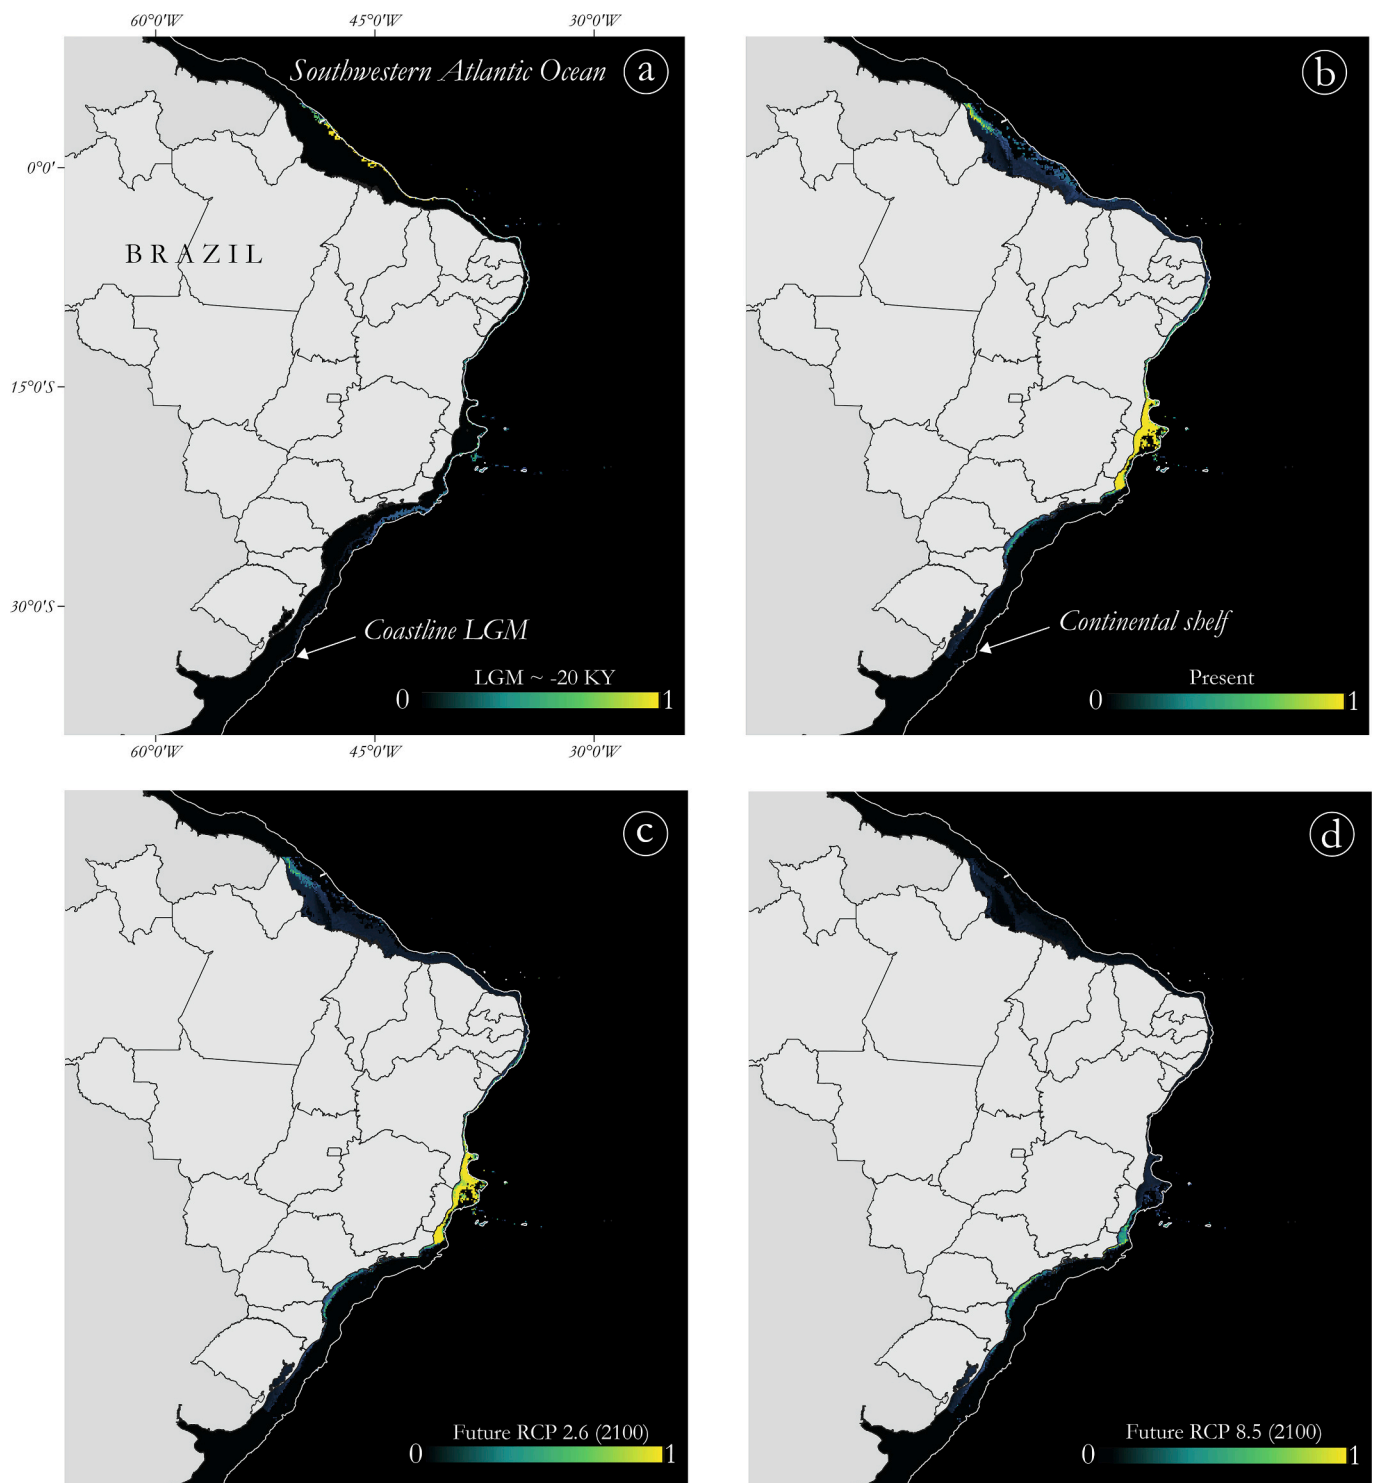 60°0'W 45°0'W 30°0'W
Southwestern Atlantic Ocean a
b
0°0'
BRAZIL
15°0'S
30°0'S
Coastline LGM
Continental shelf
LGM ~ -20 KY
0 1
Present
0 1
60°0'W 45°0'W 30°0'W
c
d
Future RCP 2.6 (2100)
0 1
Future RCP 8.5 (2100)
0 1